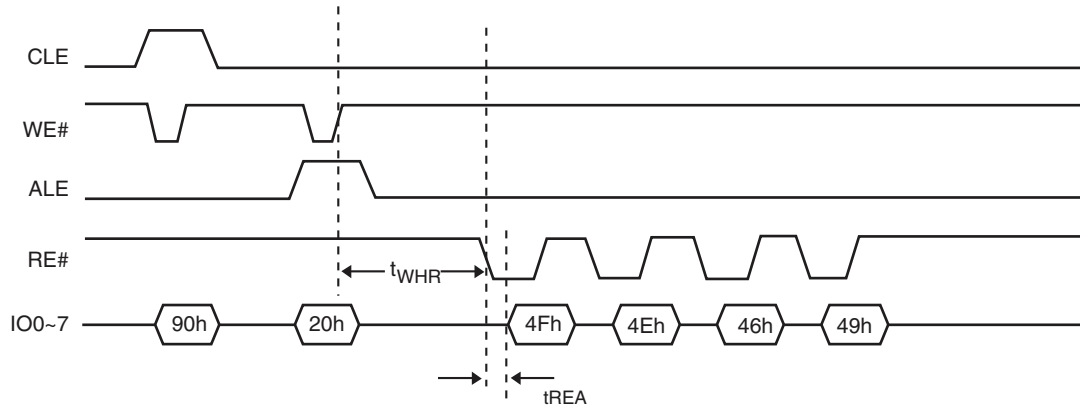 CLE
WE#
ALE
RE#
tWHR
IO0~7
90h
20h
4Fh
4Eh
46h
49h
tREA